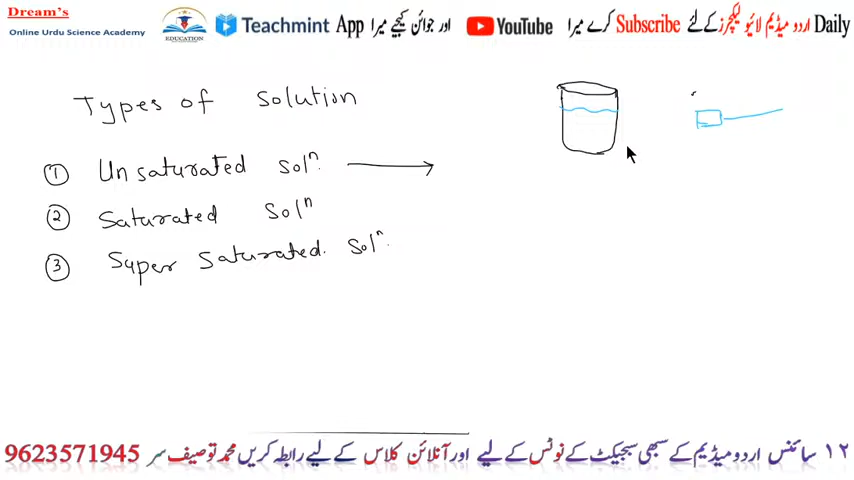 Dream's
Online Urdu Science Academy
EDUCATION
Teachmint App اور جوائن کیجیے میرا
YouTube
Daily اردو میڈیم لائیو لیکچرز کے لئے Subscribe کرے میرا
Types of Solution
① Unsaturated Solⁿ.
② Saturated Solⁿ
③ Super Saturated. Solⁿ.
۱۲ سائنس اردو میڈیم کے سبھی سبجیکٹ کے نوٹس کے لیے اور آنلائن کلاس کے لیے رابطہ کریں محمد توصیف سر 9623571945